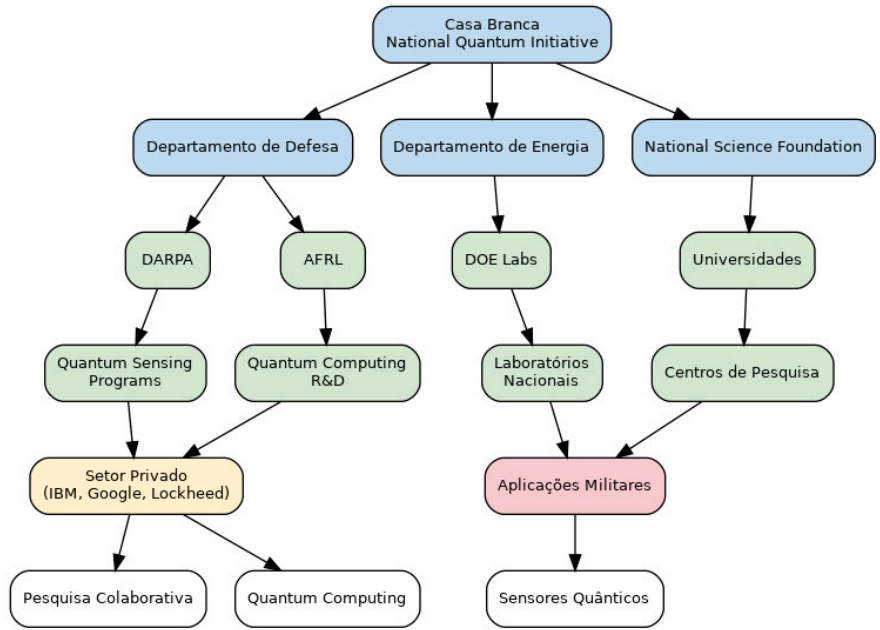 Casa Branca
National Quantum Initiative
Departamento de Defesa
Departamento de Energia
National Science Foundation
DARPA
AFRL
DOE Labs
Universidades
Quantum Sensing
Programs
Quantum Computing
R&D
Laboratórios
Nacionais
Centros de Pesquisa
Setor Privado
(IBM, Google, Lockheed)
Aplicações Militares
Pesquisa Colaborativa
Quantum Computing
Sensores Quânticos